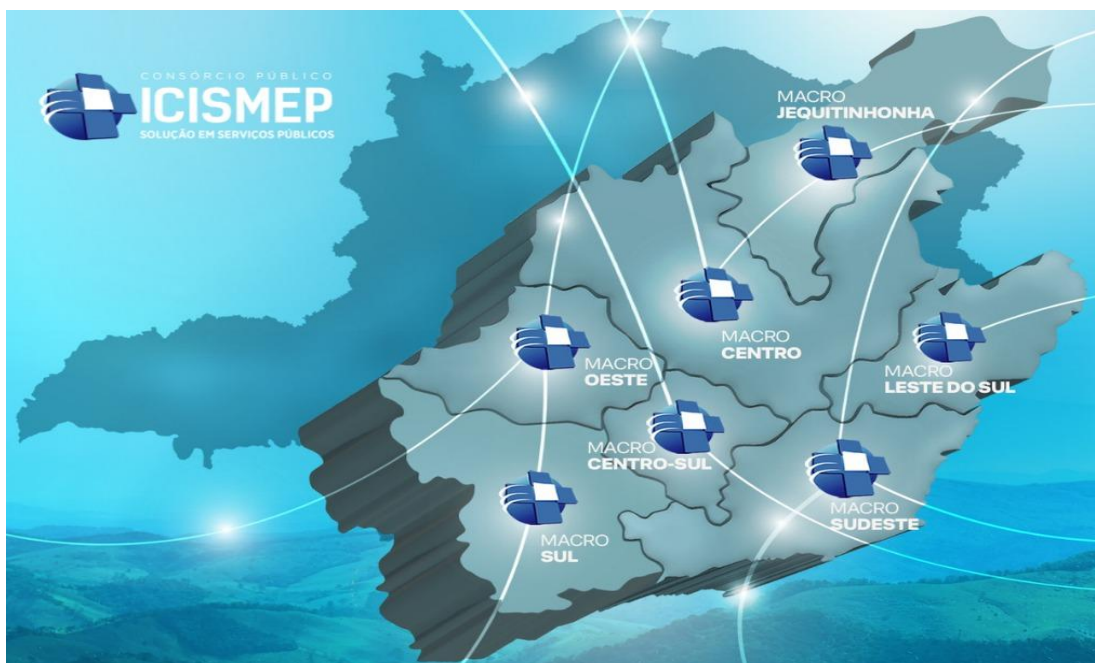 CONSÓRCIO PÚBLICO
ICISMEP
SOLUÇÃO EM SERVIÇOS PÚBLICOS
MACRO
JEQUITINHONHA
MACRO
CENTRO
MACRO
OESTE
MACRO
LESTE DO SUL
MACRO
CENTRO-SUL
MACRO
SUDESTE
MACRO
SUL